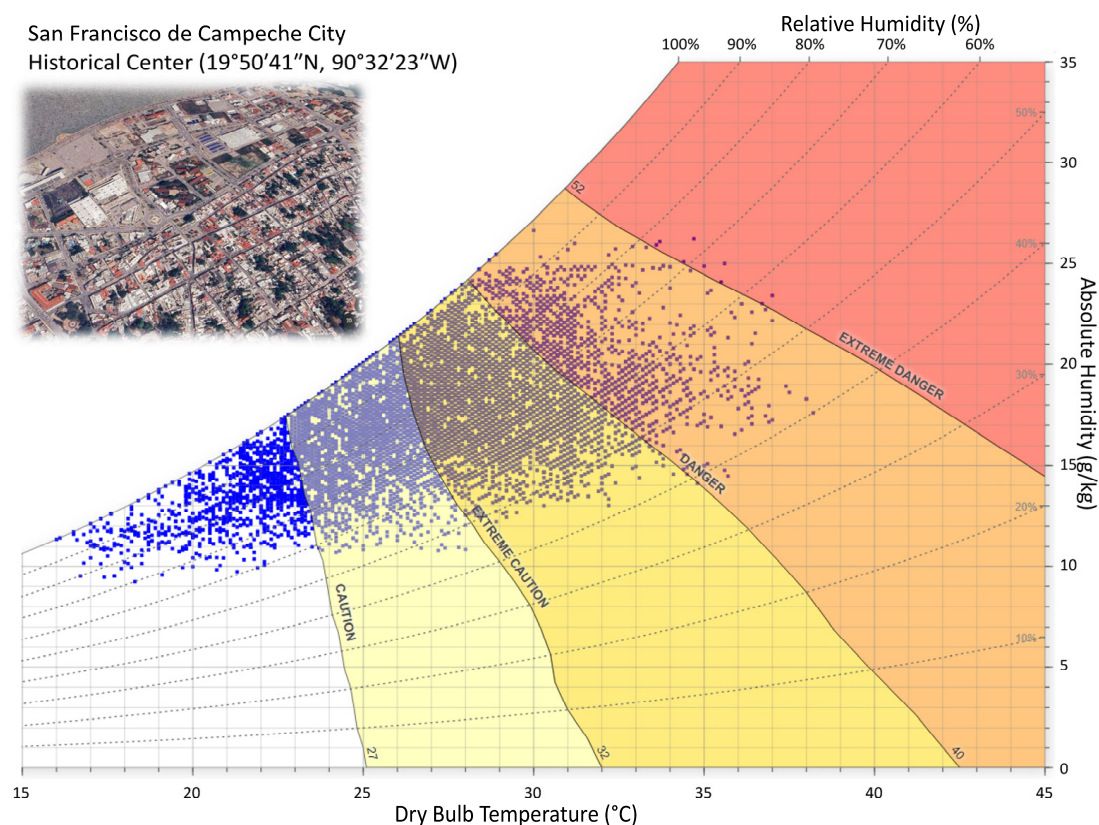 San Francisco de Campeche City
Historical Center (19°50’41’’N, 90°32’23’’W)
Relative Humidity (%)
100% 90% 80% 70% 60%
35
50%
30
52
40%
25
EXTREME DANGER
20
30%
Absolute Humidity (g/kg)
DANGER
15
20%
EXTREME CAUTION
10
CAUTION
10%
5
27 32 40
0
15 20 25 30 35 40 45
Dry Bulb Temperature (°C)